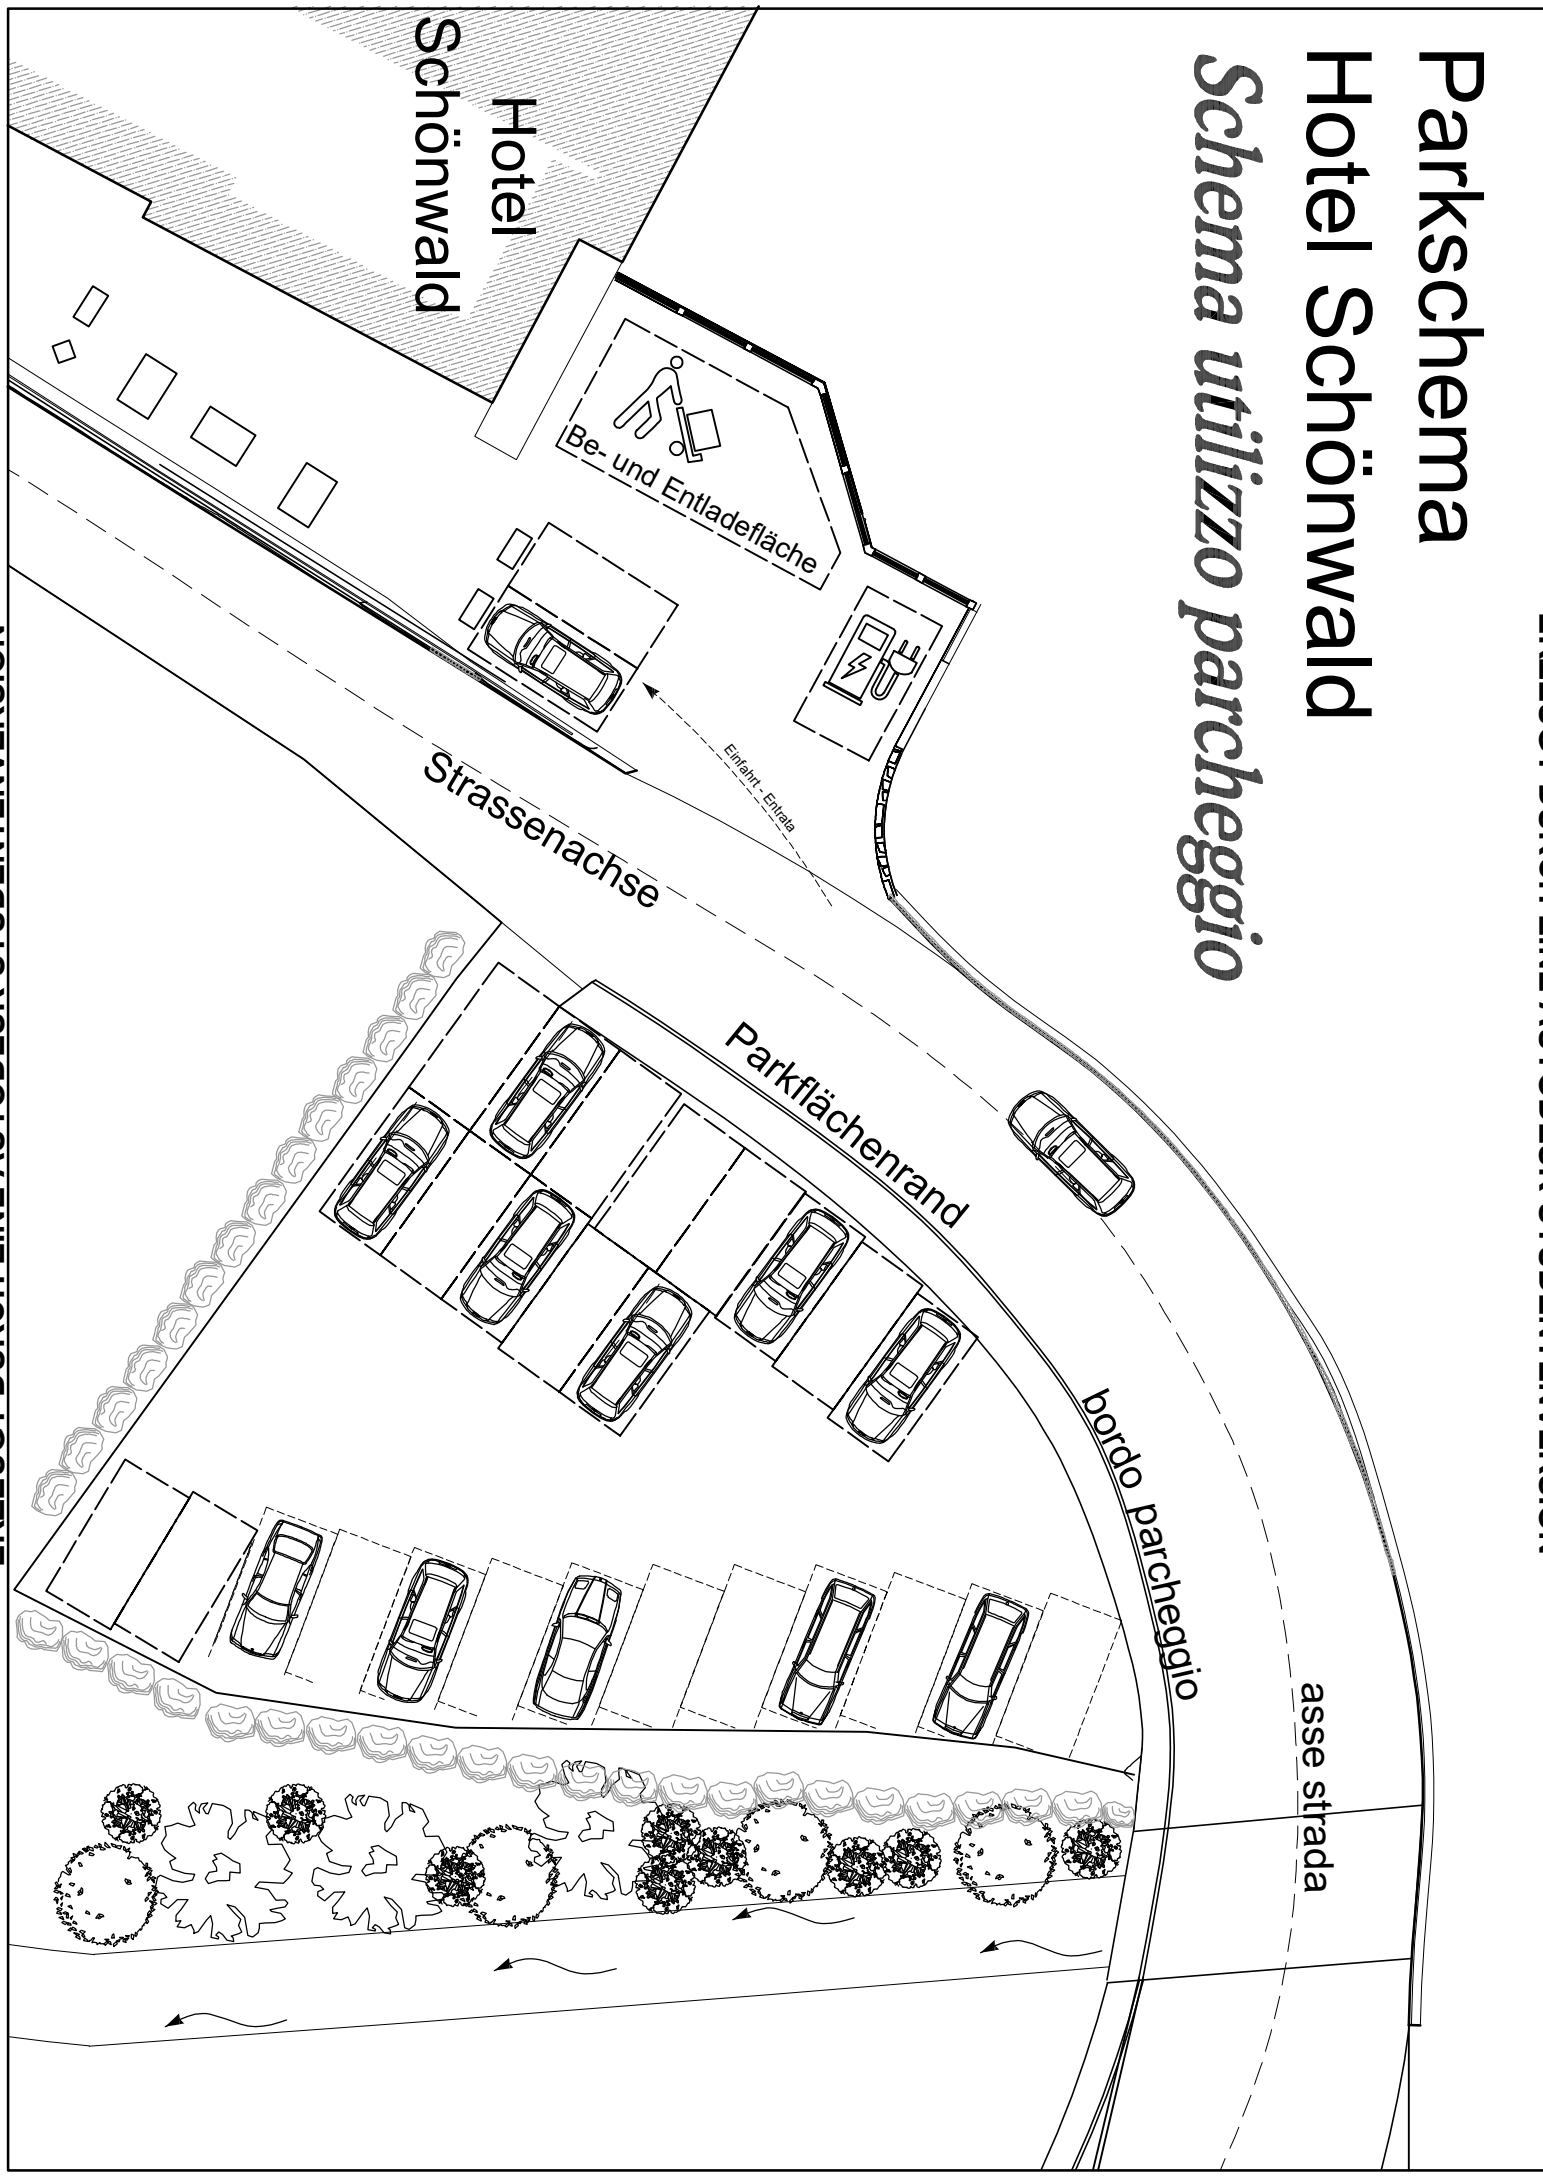 Parkschema
Hotel Schönwald
Schema utilizzo parcheggio
Hotel
Schönwald
Be- und Entladefläche
Einfahrt - Entrata
Strassenachse
Parkflächenrand
bordo parcheggio
asse strada